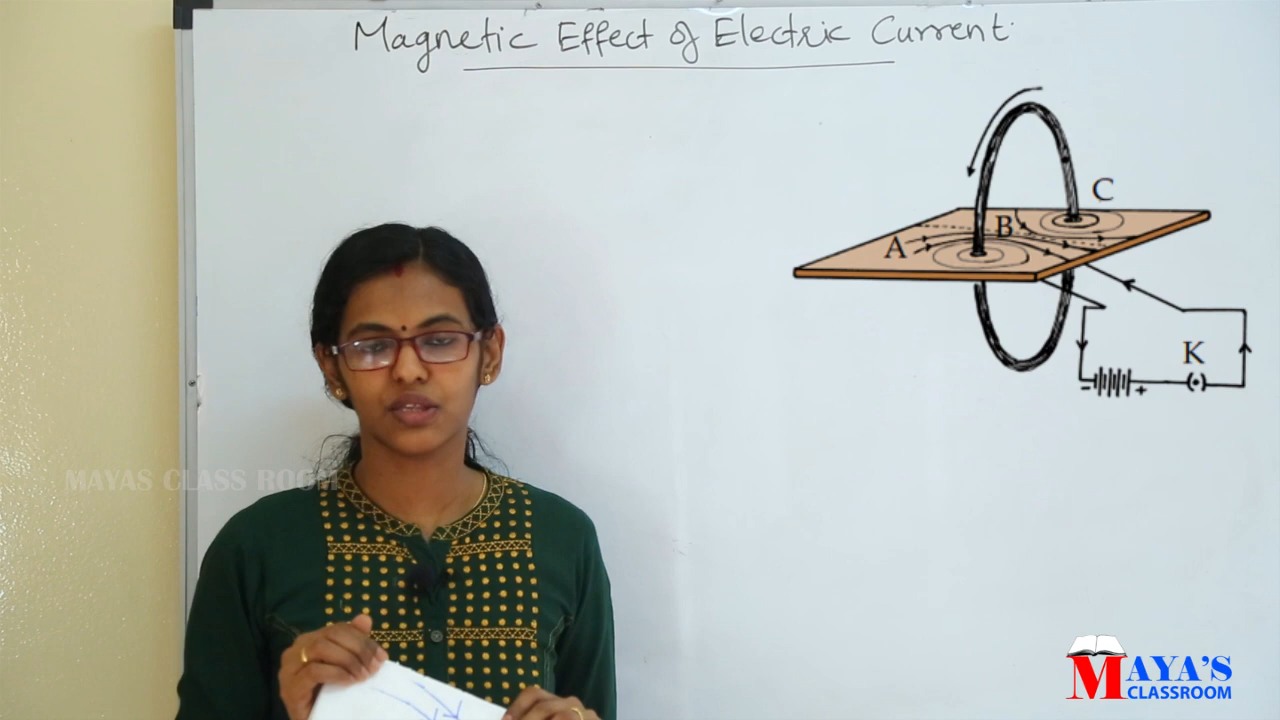 Magnetic Effect of Electric Current
C
B
A
K
- +
MAYAS CLASS ROOM
MAYA'S
CLASSROOM